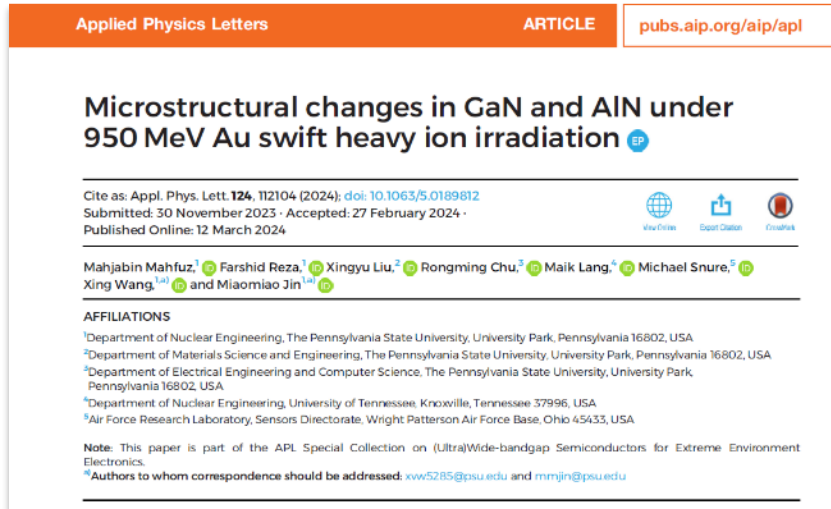 Applied Physics Letters
ARTICLE
pubs.aip.org/aip/apl
Microstructural changes in GaN and AlN under
950 MeV Au swift heavy ion irradiation EP
Cite as: Appl. Phys. Lett. 124, 112104 (2024); doi: 10.1063/5.0189812
Submitted: 30 November 2023 · Accepted: 27 February 2024 ·
Published Online: 12 March 2024
View Online
Export Citation
CrossMark
Mahjabin Mahfuz,1 iD Farshid Reza,1 iD Xingyu Liu,2 iD Rongming Chu,3 iD Maik Lang,4 iD Michael Snure,5 iD
Xing Wang,1,a) iD and Miaomiao Jin1,a) iD
AFFILIATIONS
1Department of Nuclear Engineering, The Pennsylvania State University, University Park, Pennsylvania 16802, USA
2Department of Materials Science and Engineering, The Pennsylvania State University, University Park, Pennsylvania 16802, USA
3Department of Electrical Engineering and Computer Science, The Pennsylvania State University, University Park,
Pennsylvania 16802, USA
4Department of Nuclear Engineering, University of Tennessee, Knoxville, Tennessee 37996, USA
5Air Force Research Laboratory, Sensors Directorate, Wright Patterson Air Force Base, Ohio 45433, USA
Note: This paper is part of the APL Special Collection on (Ultra)Wide-bandgap Semiconductors for Extreme Environment
Electronics.
a)Authors to whom correspondence should be addressed: xvw5285@psu.edu and mmjin@psu.edu